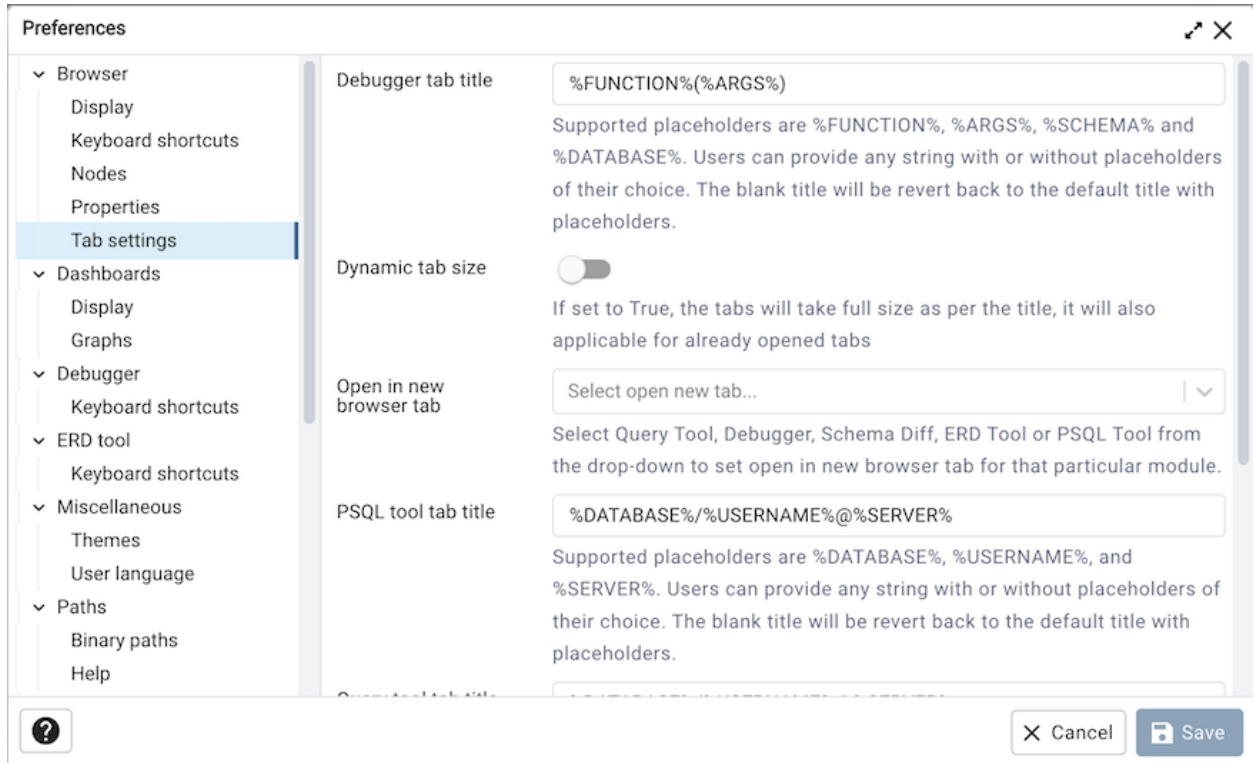 Preferences
Browser
Display
Keyboard shortcuts
Nodes
Properties
Tab settings
Dashboards
Display
Graphs
Debugger
Keyboard shortcuts
ERD tool
Keyboard shortcuts
Miscellaneous
Themes
User language
Paths
Binary paths
Help
Debugger tab title
%FUNCTION%(%ARGS%)
Supported placeholders are %FUNCTION%, %ARGS%, %SCHEMA% and
%DATABASE%. Users can provide any string with or without placeholders
of their choice. The blank title will be revert back to the default title with
placeholders.
Dynamic tab size
If set to True, the tabs will take full size as per the title, it will also
applicable for already opened tabs
Open in new
browser tab
Select open new tab...
Select Query Tool, Debugger, Schema Diff, ERD Tool or PSQL Tool from
the drop-down to set open in new browser tab for that particular module.
PSQL tool tab title
%DATABASE%/%USERNAME%@%SERVER%
Supported placeholders are %DATABASE%, %USERNAME%, and
%SERVER%. Users can provide any string with or without placeholders of
their choice. The blank title will be revert back to the default title with
placeholders.
Cancel
Save